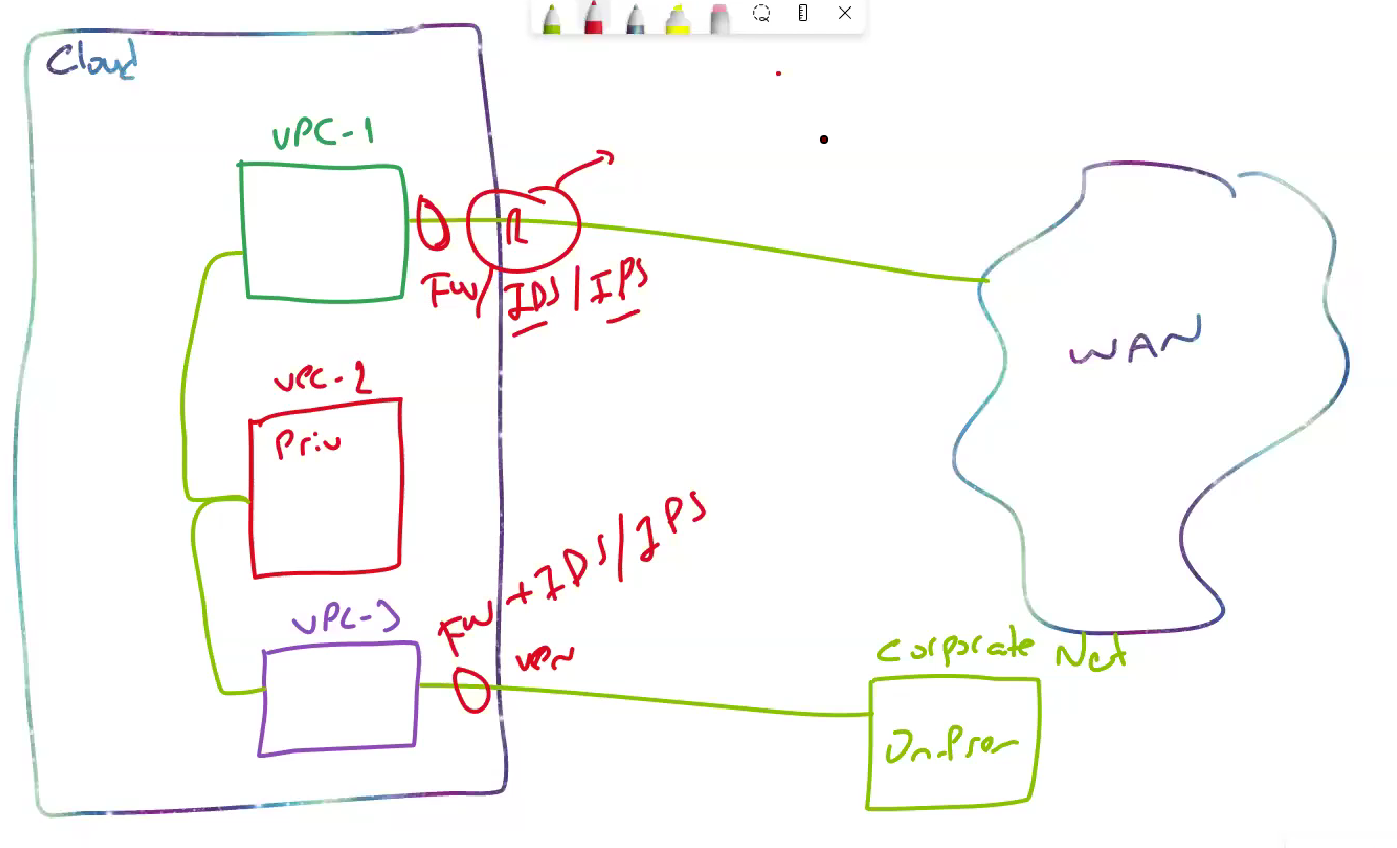 Cloud
VPC-1
R
FW/IDS/IPS
WAN
VPC-2
Priv
FW+IDS/IPS
VPC-3
VPN
Corporate Net
On-Prem